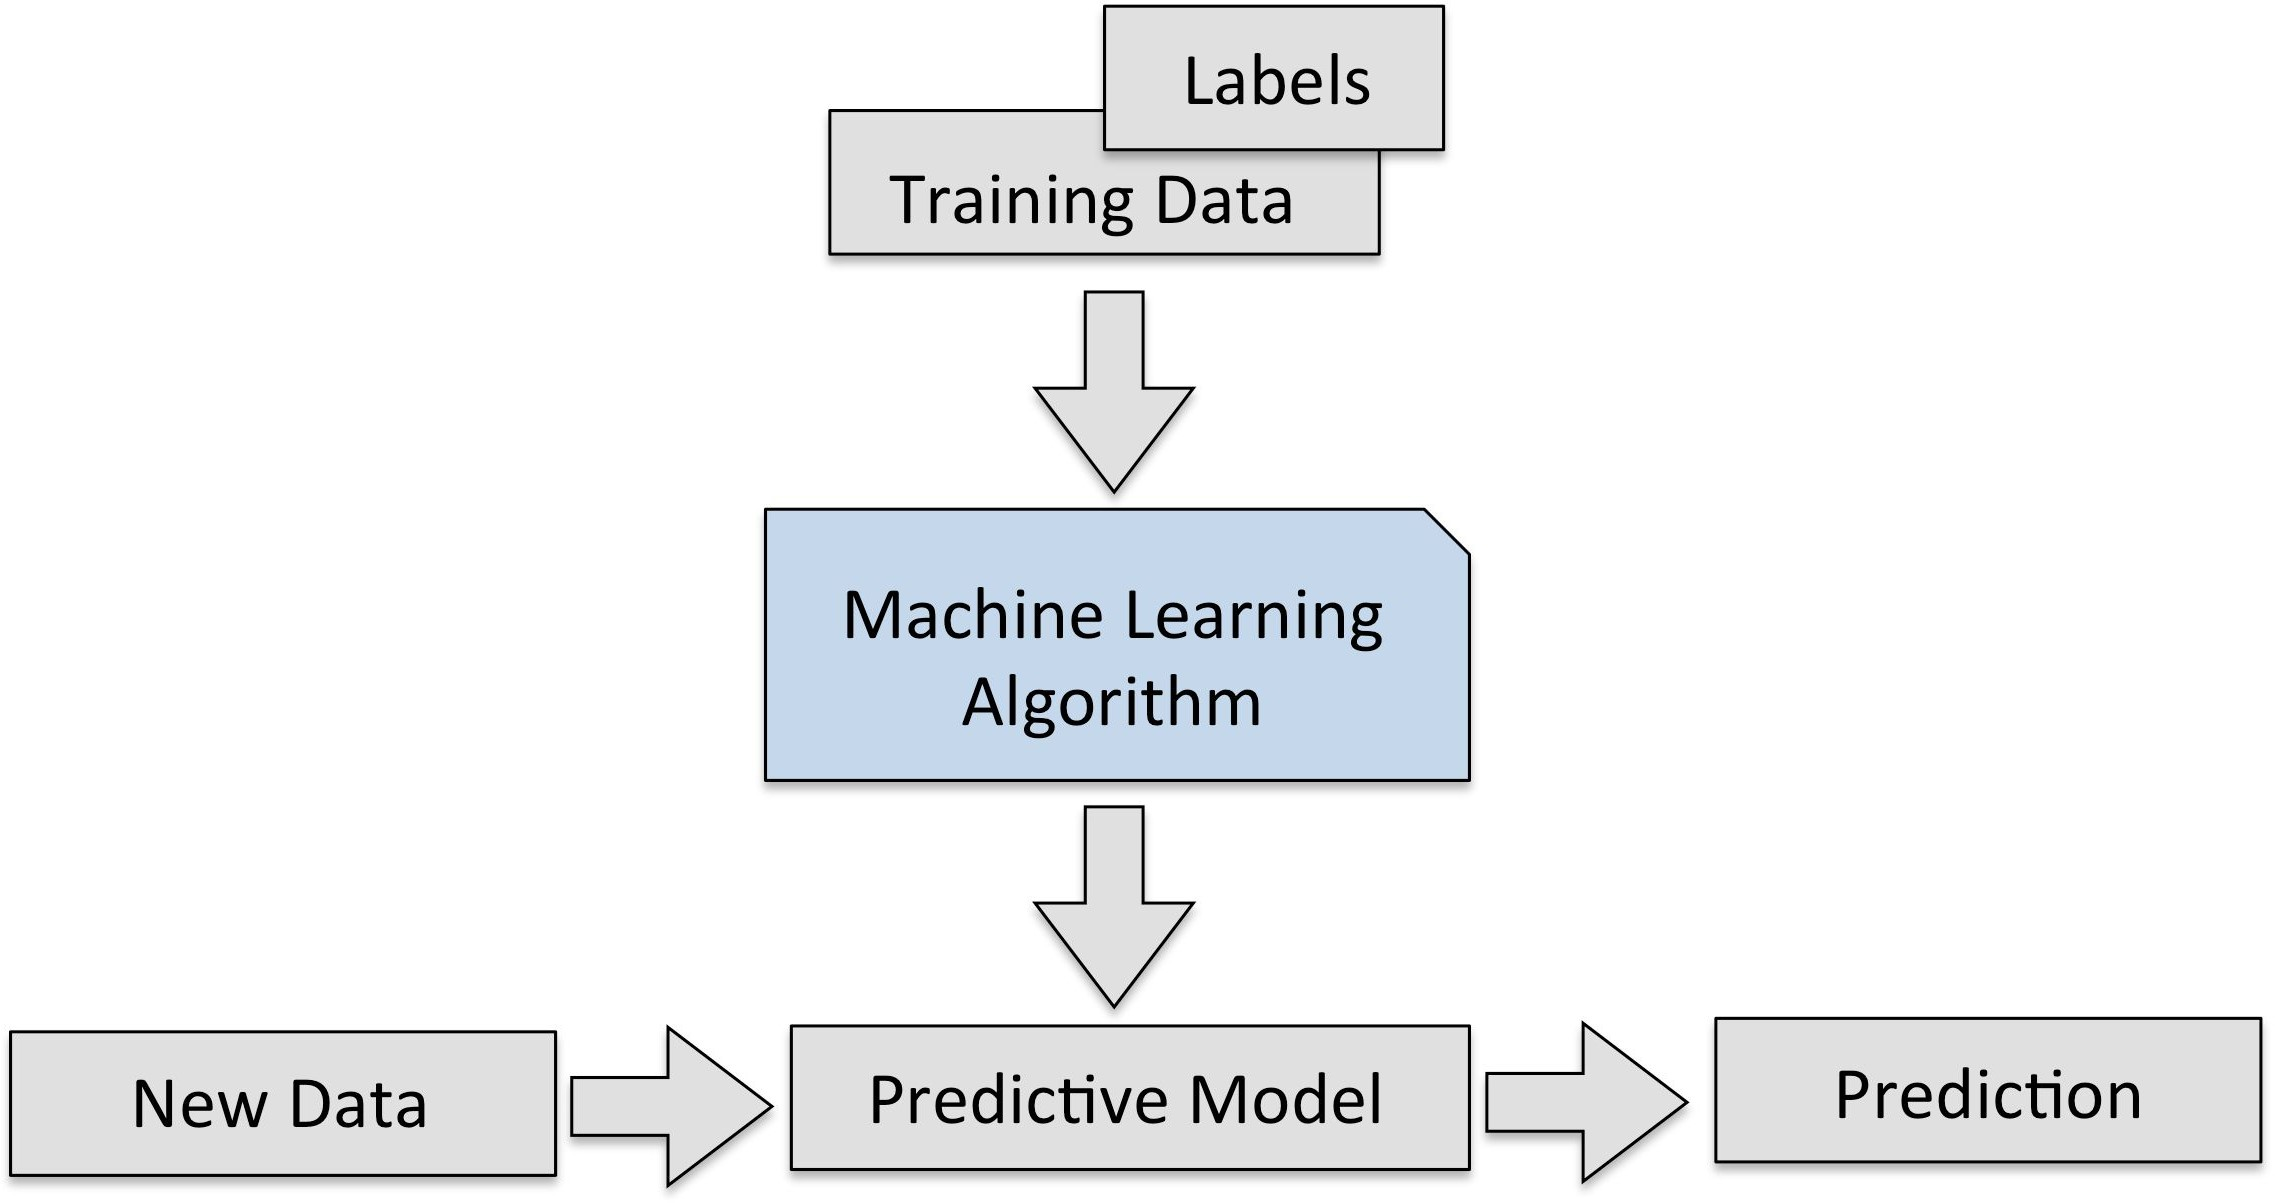 Labels
Training Data
Machine Learning
Algorithm
New Data
Predictive Model
Prediction